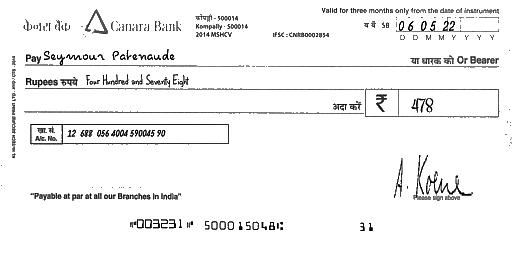 Valid for three months only from the date of instrument
केनरा बैंक Canara Bank
कोंपल्ली - 500014
Kompally - 500014
2014 MSHCV
IFSC : CNRB0002854
SB 06 05 22
D D M M Y Y Y Y
Pay Seymour Patenaude
या धारक को Or Bearer
Rupees रुपये Four Hundred and Seventy Eight
अदा करें ₹ 478
खा. सं.
A/c. No. 12 688 056 4004 590045 90
A. Koene
Please sign above
"Payable at par at all our Branches in India"
⑈003231⑈ 500015048⑆ 31